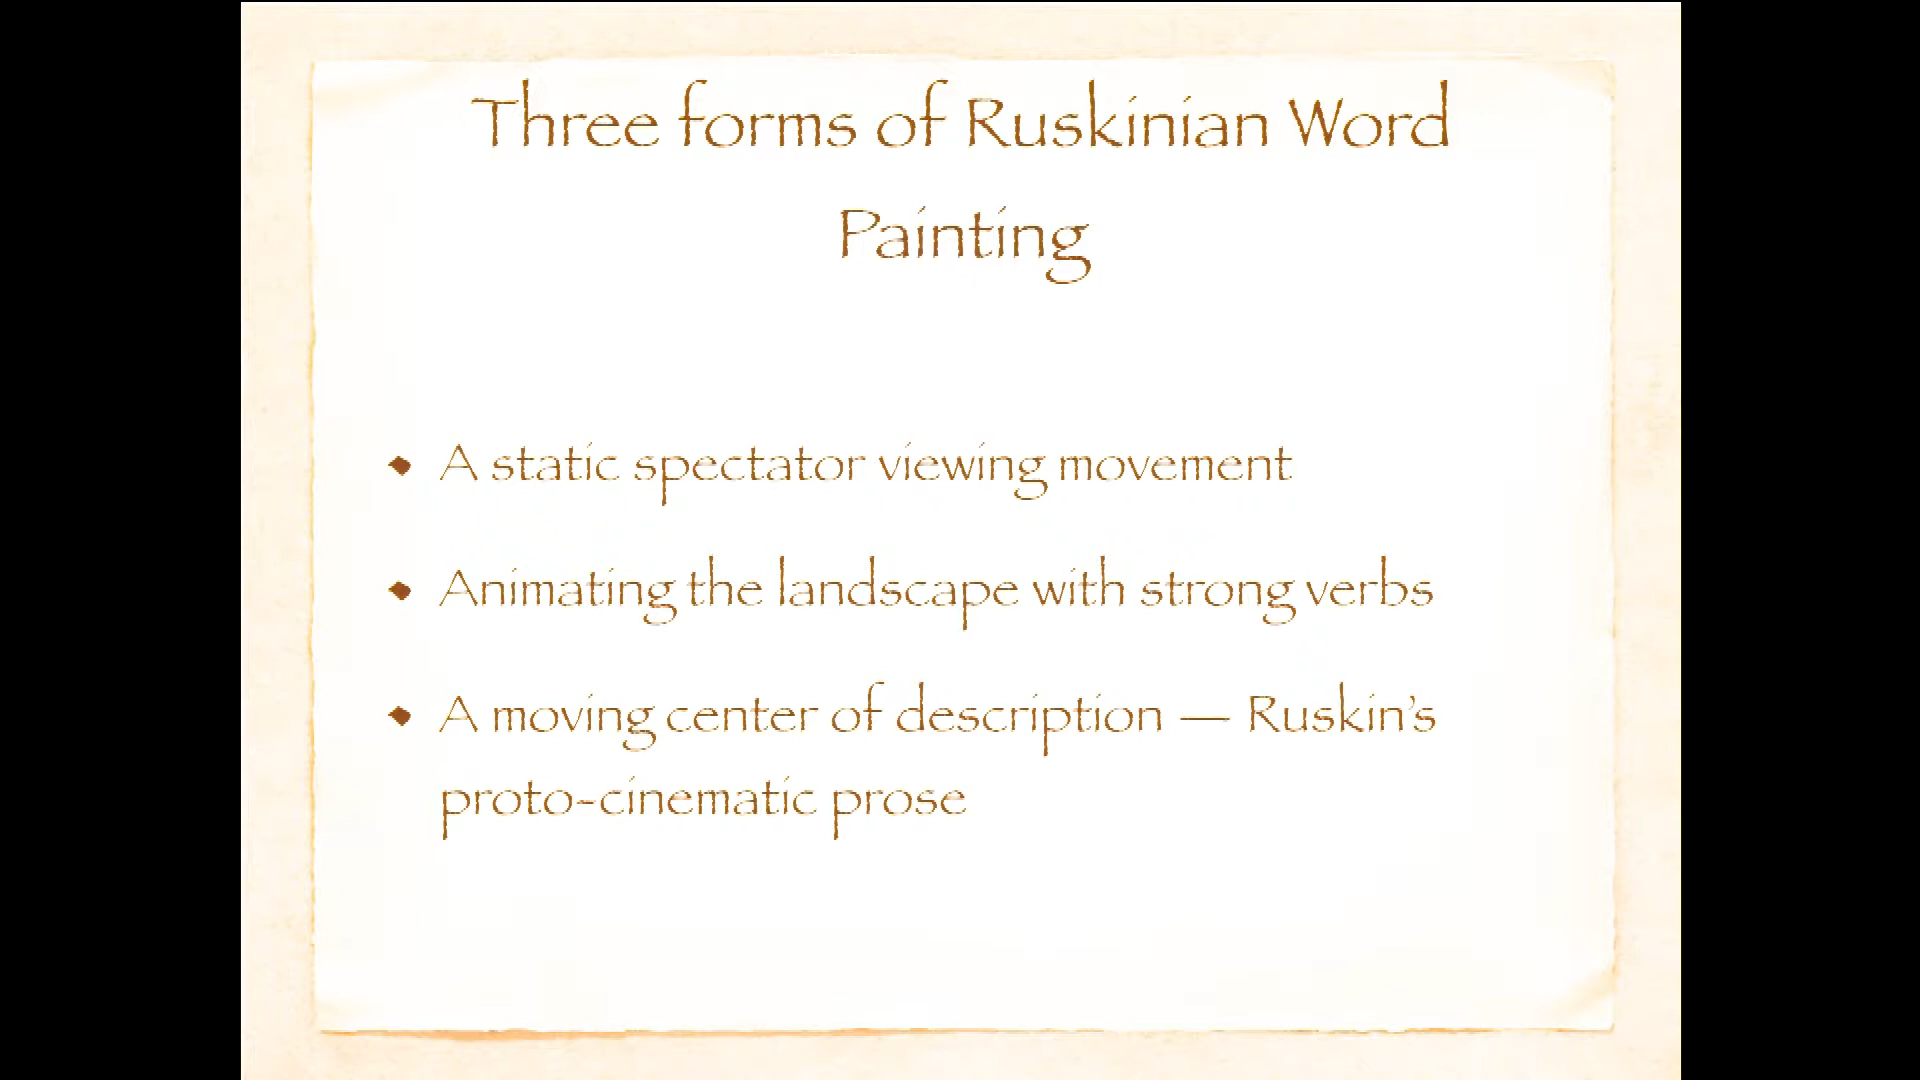 Three forms of Ruskinian Word
Painting
◆ A static spectator viewing movement
◆ Animating the landscape with strong verbs
◆ A moving center of description — Ruskin's
proto-cinematic prose